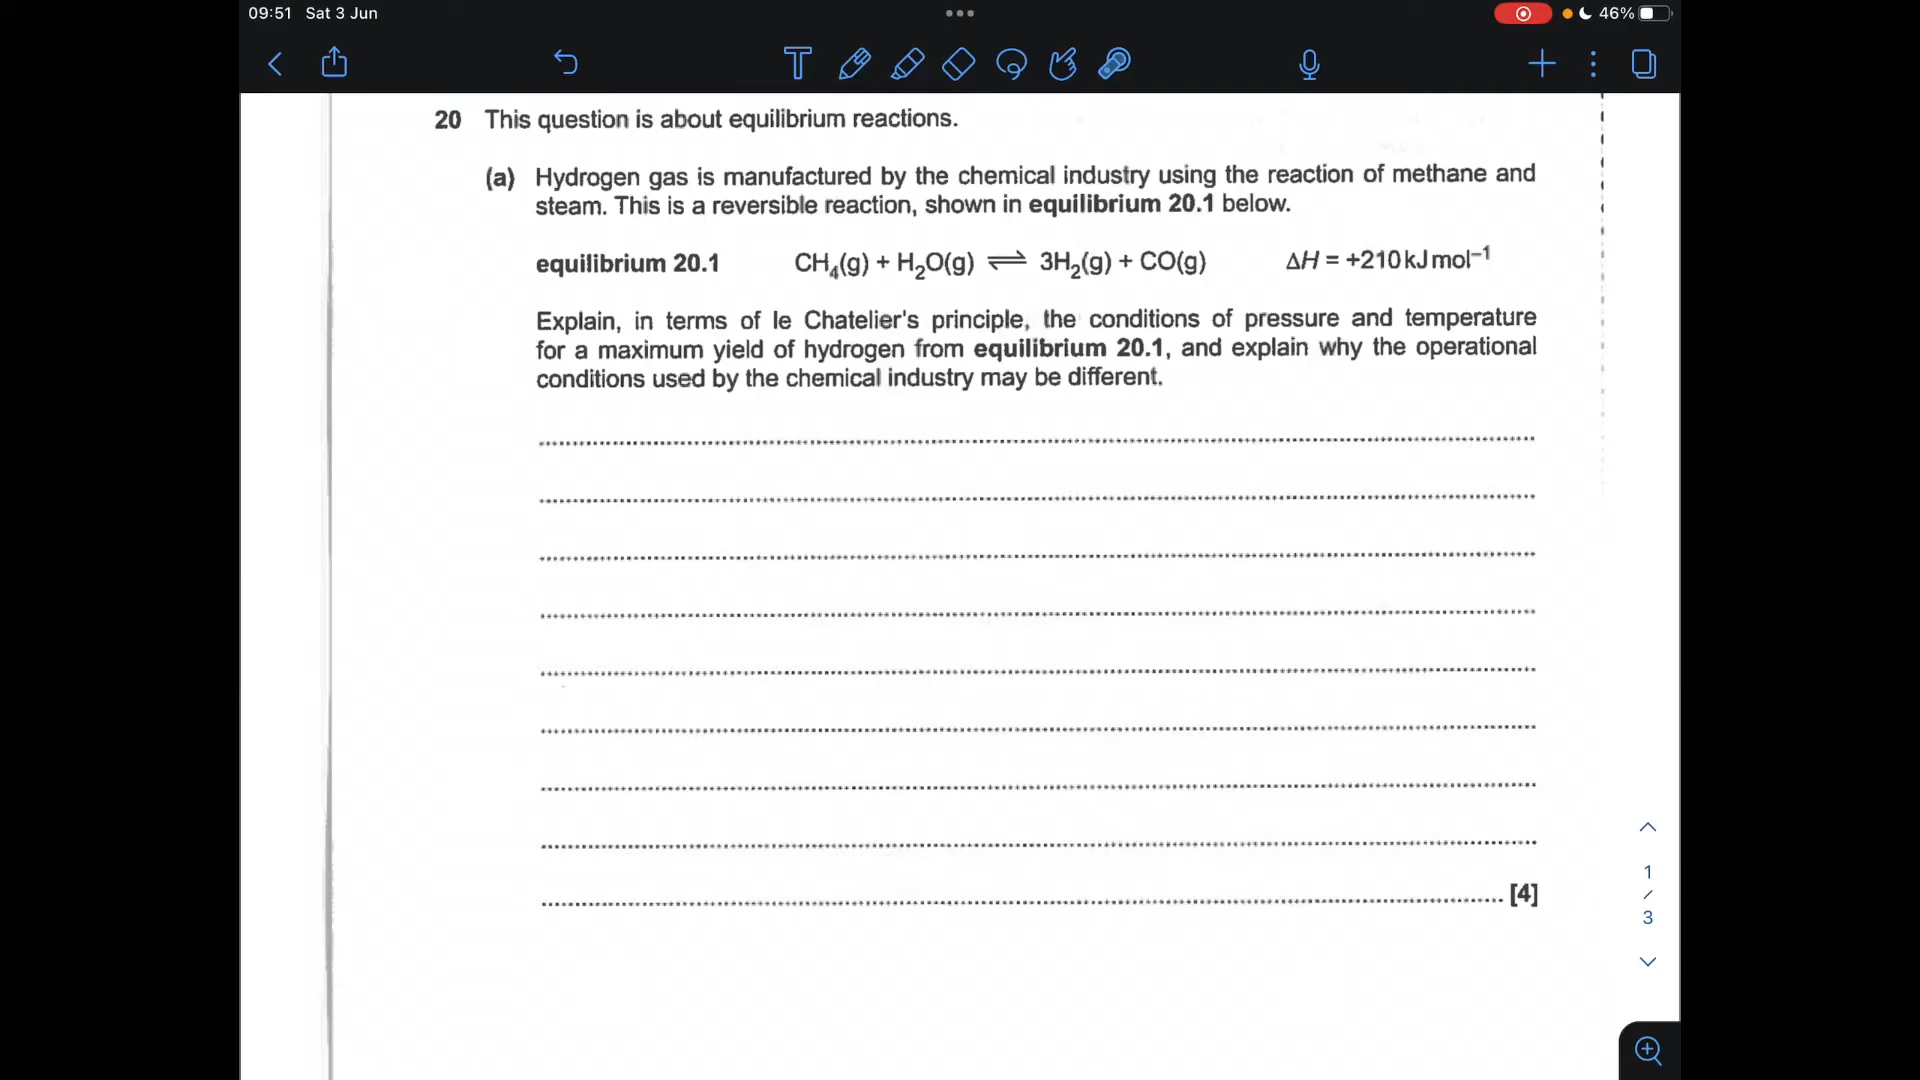 09:51 Sat 3 Jun
46%
20 This question is about equilibrium reactions.
(a) Hydrogen gas is manufactured by the chemical industry using the reaction of methane and
steam. This is a reversible reaction, shown in equilibrium 20.1 below.
equilibrium 20.1 CH₄(g) + H₂O(g) ⇌ 3H₂(g) + CO(g) ΔH = +210 kJ mol⁻¹
Explain, in terms of le Chatelier's principle, the conditions of pressure and temperature
for a maximum yield of hydrogen from equilibrium 20.1, and explain why the operational
conditions used by the chemical industry may be different.
[4]
1
/
3